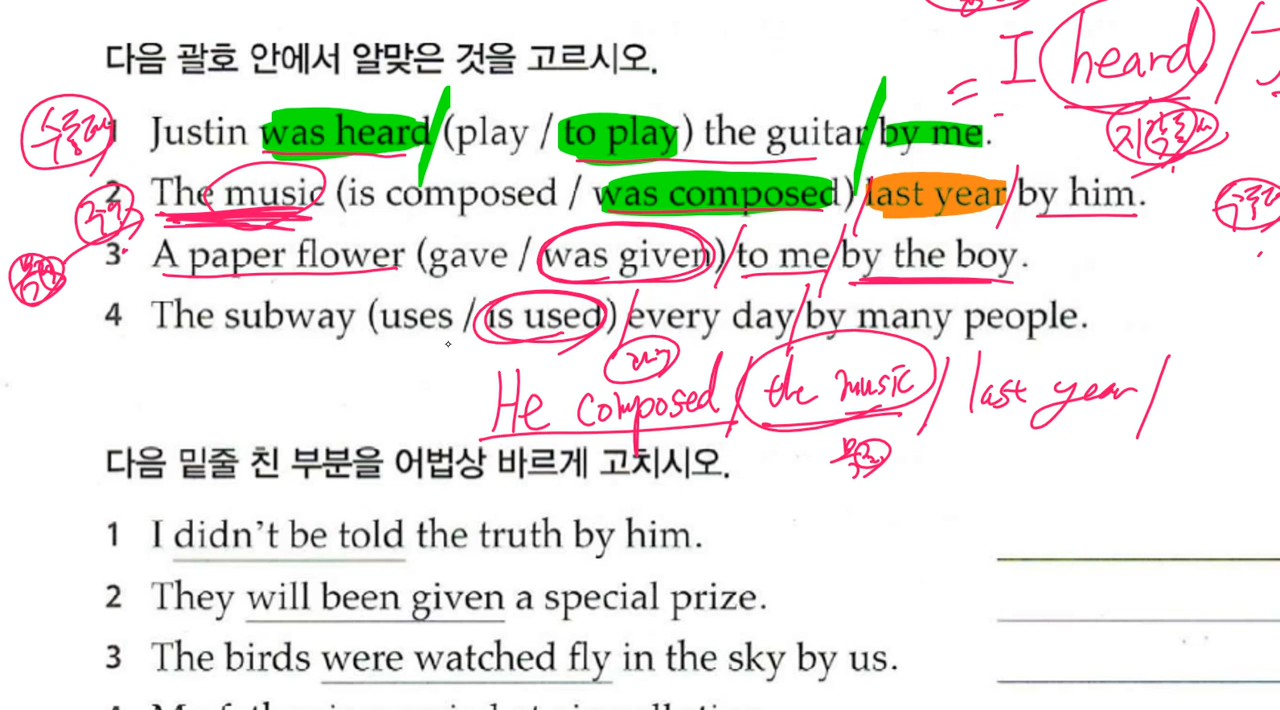 = I heard /
다음 괄호 안에서 알맞은 것을 고르시오.
수동태
1 Justin was heard / (play / to play) the guitar / by me.
지각동사
2 The music (is composed / was composed) / last year / by him.
3 A paper flower (gave / was given) / to me / by the boy.
4 The subway (uses / is used) / every day / by many people.
He composed / the music / last year /
다음 밑줄 친 부분을 어법상 바르게 고치시오.
1 I didn't be told the truth by him.
2 They will been given a special prize.
3 The birds were watched fly in the sky by us.